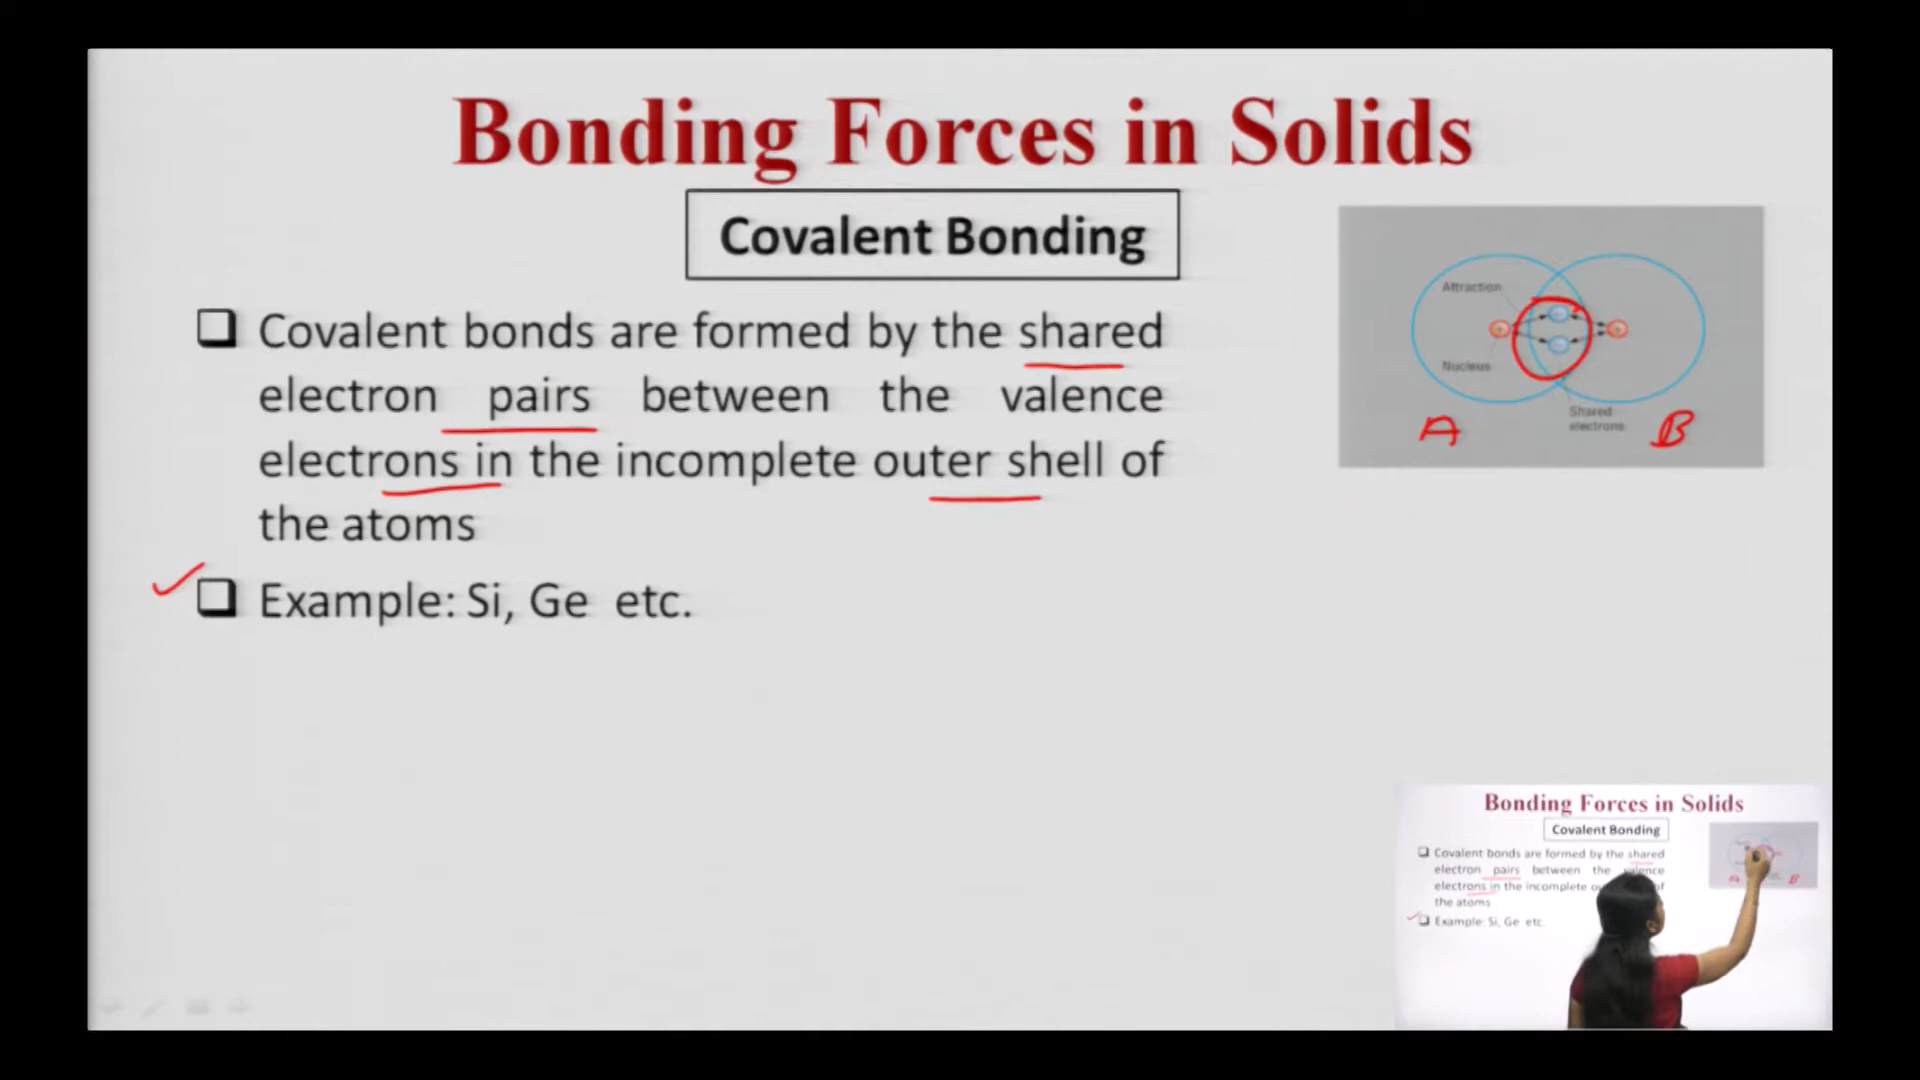 Bonding Forces in Solids
Covalent Bonding
Covalent bonds are formed by the shared
electron pairs between the valence
electrons in the incomplete outer shell of
the atoms
Example: Si, Ge etc.
Attraction
Nucleus
Shared
electrons
A
B
Bonding Forces in Solids
Covalent Bonding
Covalent bonds are formed by the shared
electron pairs between the valence
electrons in the incomplete of
the atoms
Example: Si, Ge etc.
A
B